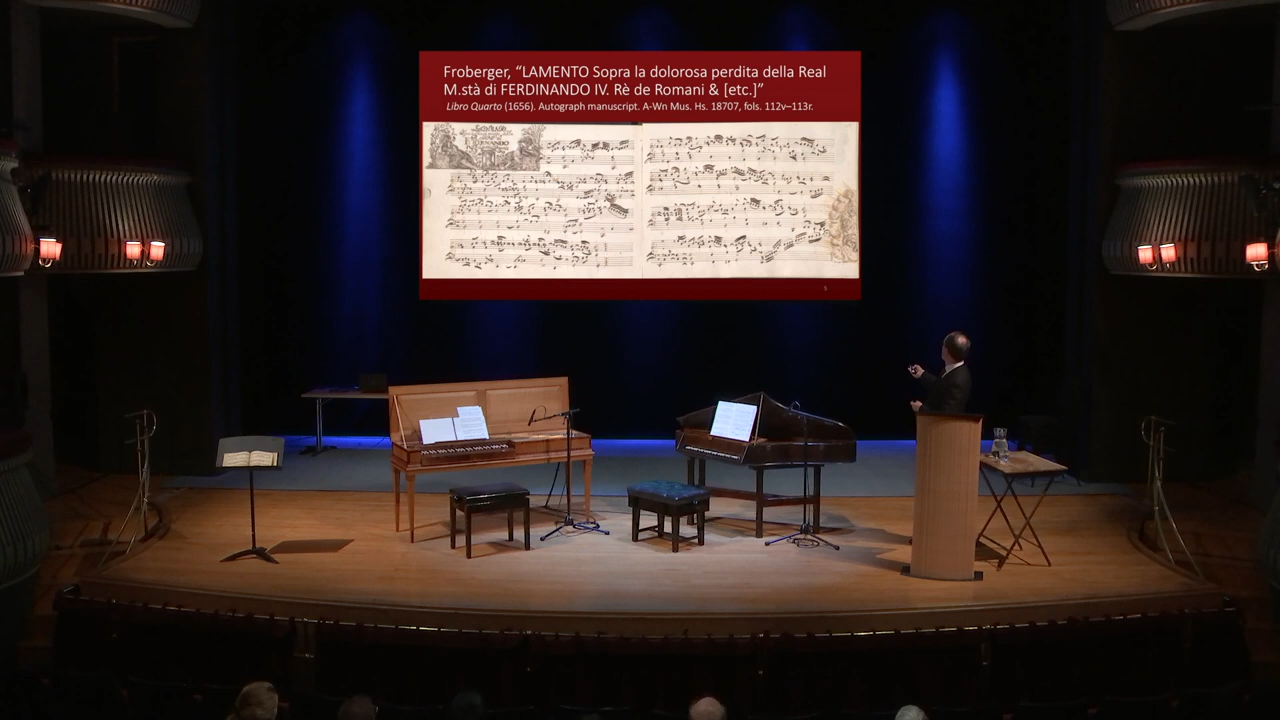 Froberger, “LAMENTO Sopra la dolorosa perdita della Real
M.stà di FERDINANDO IV. Rè de Romani & [etc.]”
Libro Quarto (1656). Autograph manuscript. A-Wn Mus. Hs. 18707, fols. 112v–113r.
5